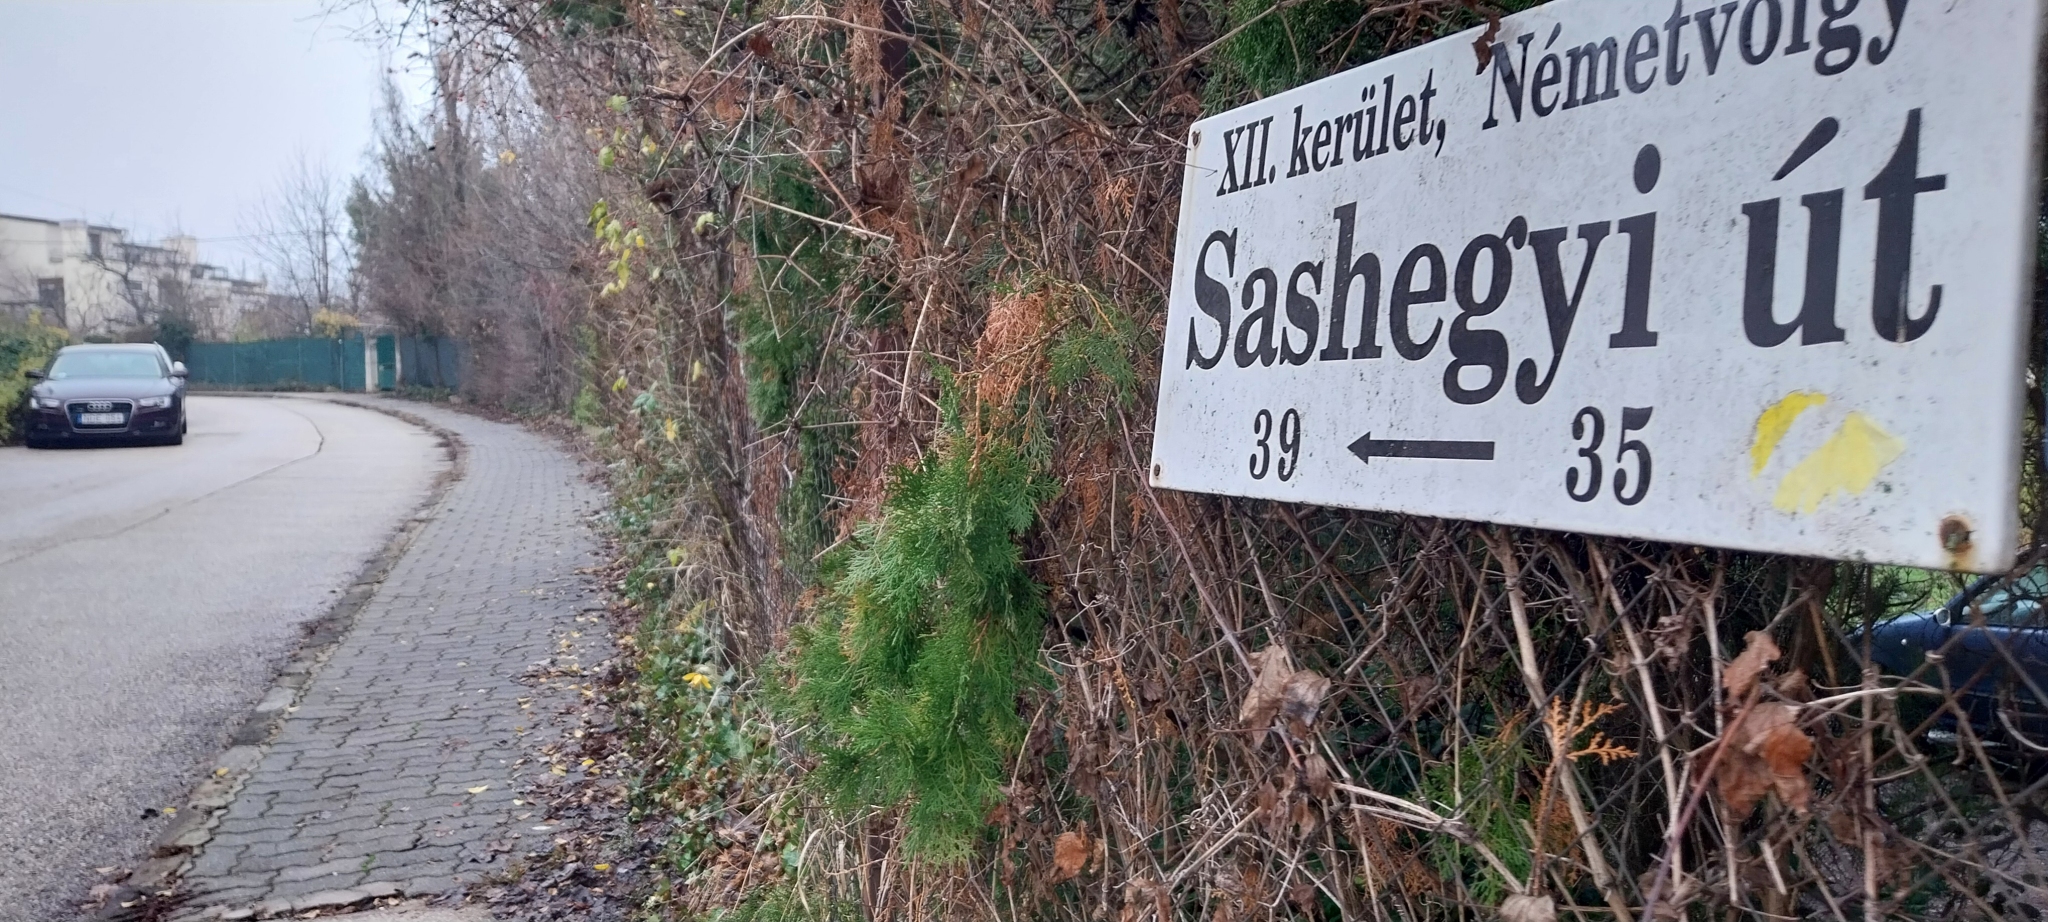 XII. kerület, Németvölgy
Sashegyi út
39 ← 35